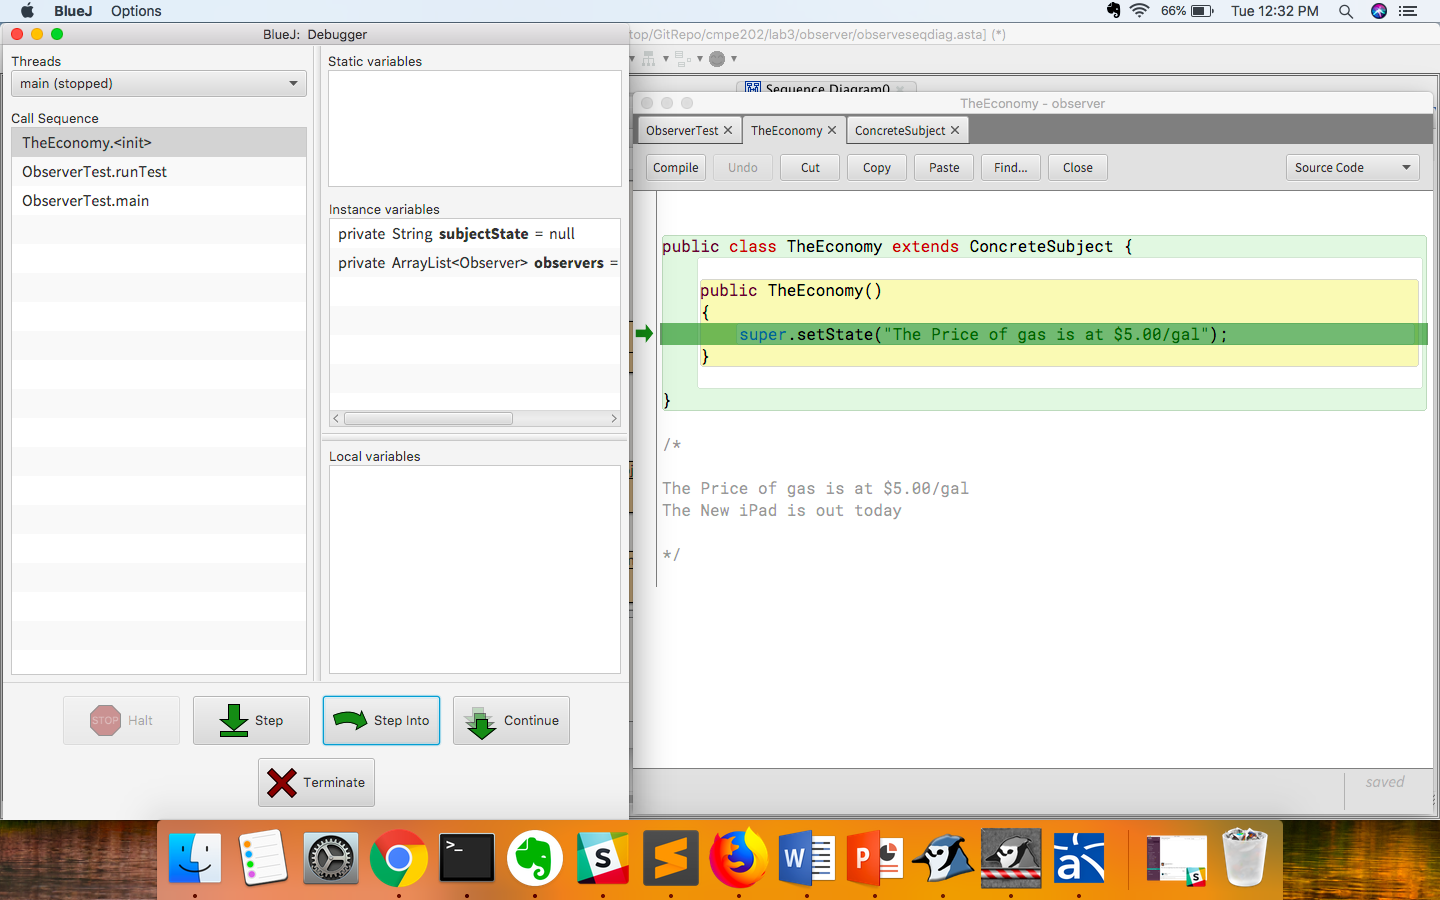 BlueJ Options
66% Tue 12:32 PM
BlueJ: Debugger
top/GitRepo/cmpe202/lab3/observer/observeseqdiag.asta] (*)
Threads
main (stopped)
Call Sequence
TheEconomy.<init>
ObserverTest.runTest
ObserverTest.main
Static variables
Instance variables
private String subjectState = null
private ArrayList<Observer> observers =
Local variables
STOP Halt
Step
Step Into
Continue
Terminate
Sequence Diagram0
TheEconomy - observer
ObserverTest TheEconomy ConcreteSubject
Compile Undo Cut Copy Paste Find... Close Source Code
public class TheEconomy extends ConcreteSubject {
public TheEconomy()
{
super.setState("The Price of gas is at $5.00/gal");
}
}
/*
The Price of gas is at $5.00/gal
The New iPad is out today
*/
saved
>_ S S W P a S